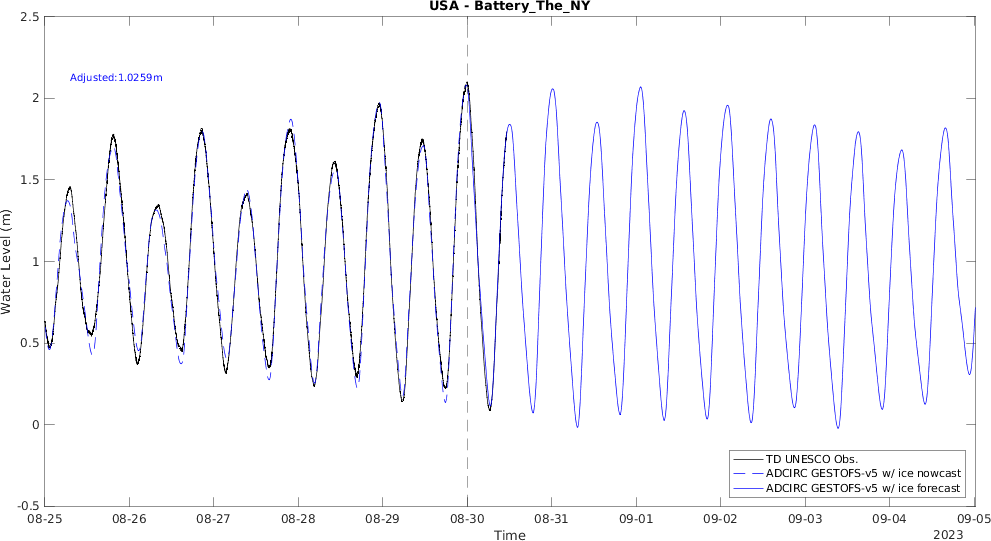 USA - Battery_The_NY
2.5
Adjusted:1.0259m
2
1.5
1
0.5
0
-0.5
Water Level (m)
TD UNESCO Obs.
ADCIRC GESTOFS-v5 w/ ice nowcast
ADCIRC GESTOFS-v5 w/ ice forecast
08-25 08-26 08-27 08-28 08-29 08-30 08-31 09-01 09-02 09-03 09-04 09-05
Time
2023